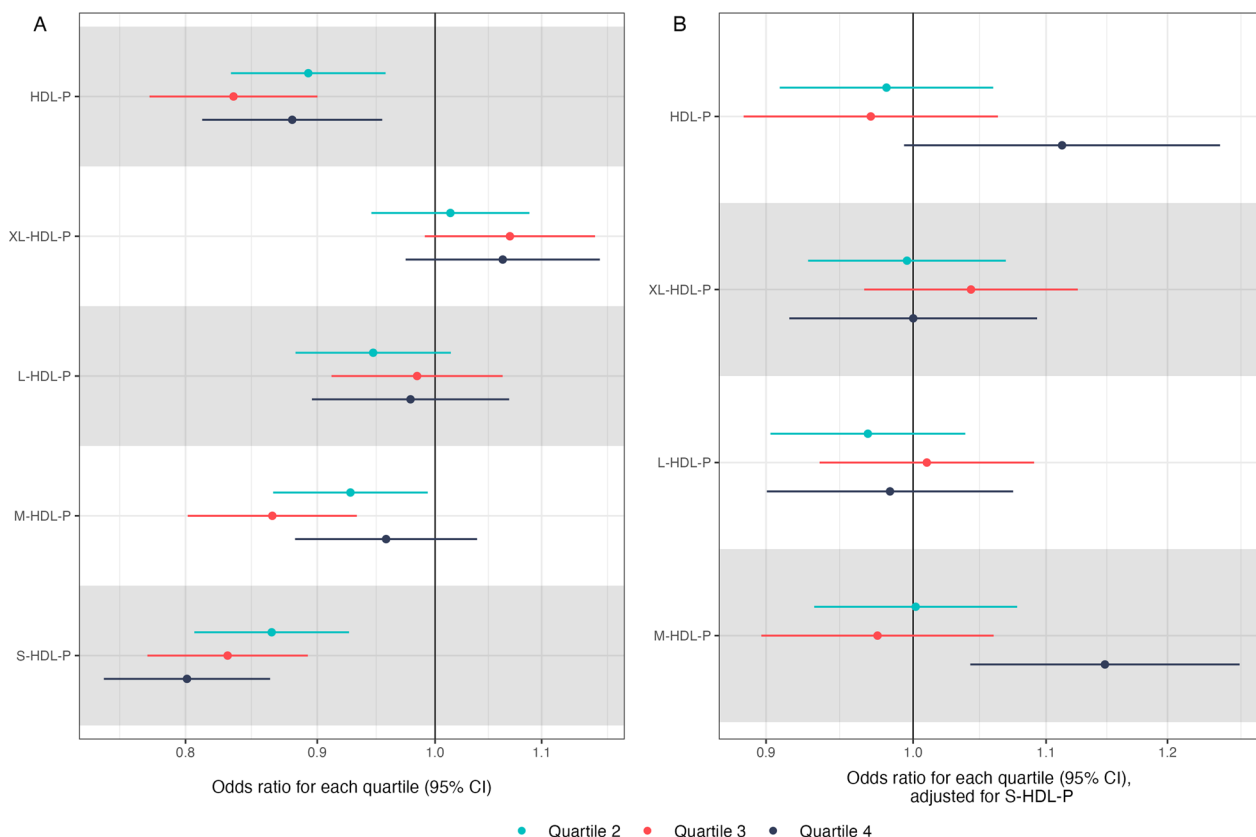 A
HDL-P
XL-HDL-P
L-HDL-P
M-HDL-P
S-HDL-P
0.8 0.9 1.0 1.1
Odds ratio for each quartile (95% CI)
B
HDL-P
XL-HDL-P
L-HDL-P
M-HDL-P
0.9 1.0 1.1 1.2
Odds ratio for each quartile (95% CI),
adjusted for S-HDL-P
Quartile 2 Quartile 3 Quartile 4